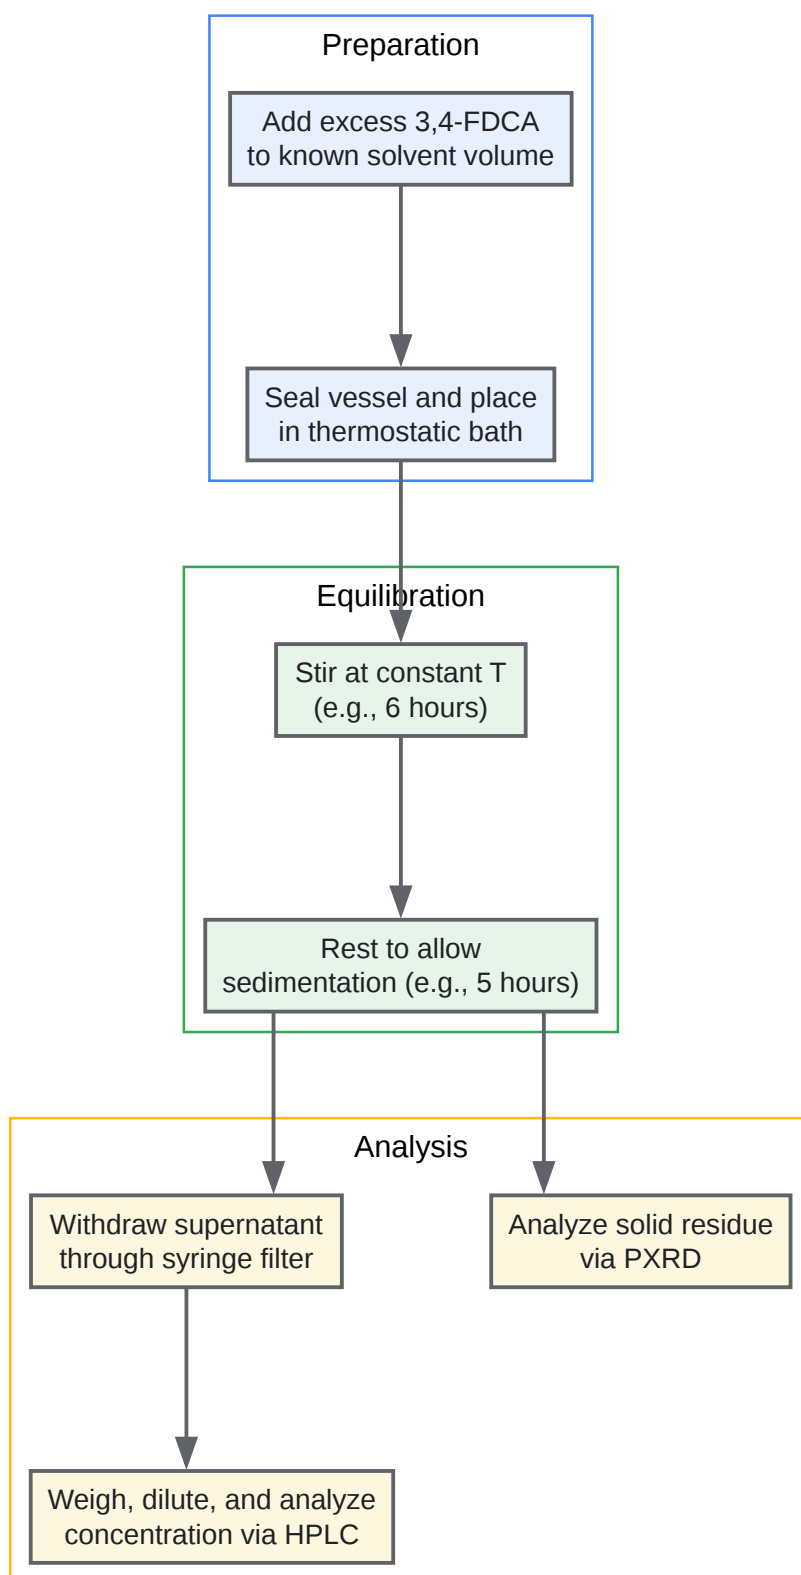 Preparation
Add excess 3,4-FDCA
to known solvent volume
Seal vessel and place
in thermostatic bath
Equilibration
Stir at constant T
(e.g., 6 hours)
Rest to allow
sedimentation (e.g., 5 hours)
Analysis
Withdraw supernatant
through syringe filter
Analyze solid residue
via PXRD
Weigh, dilute, and analyze
concentration via HPLC